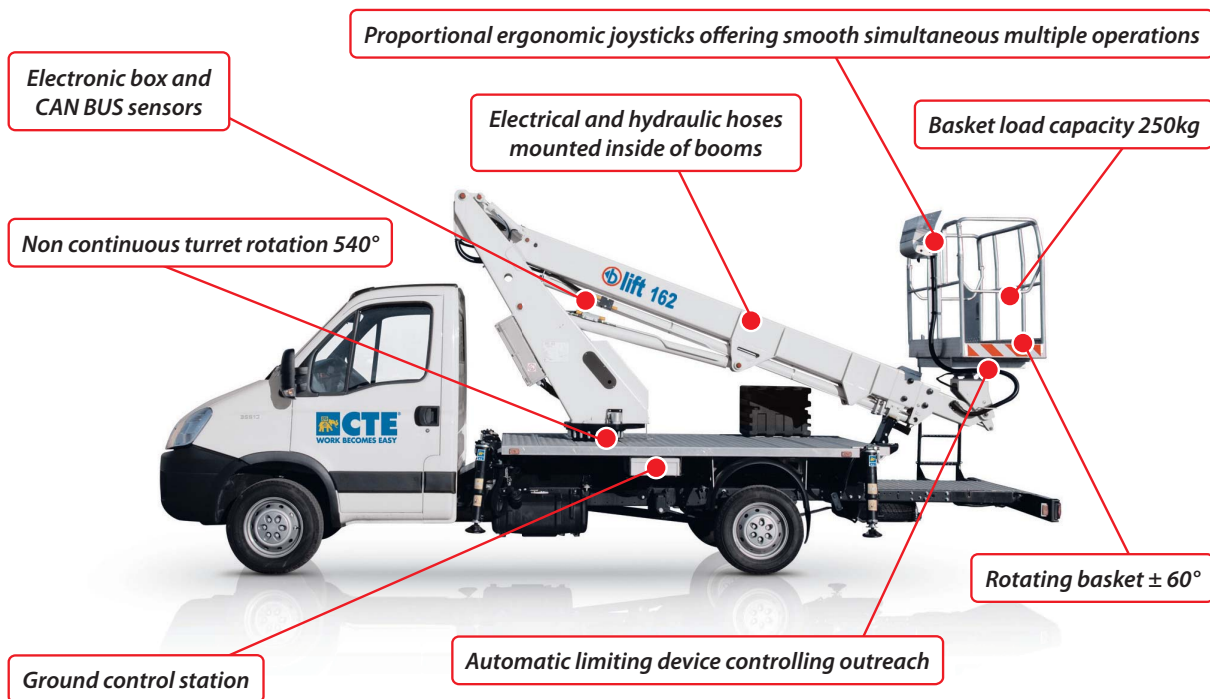 Proportional ergonomic joysticks offering smooth simultaneous multiple operations
Electronic box and
CAN BUS sensors
Electrical and hydraulic hoses
mounted inside of booms
Basket load capacity 250kg
Non continuous turret rotation 540°
lift 162
35S12
CTE®
WORK BECOMES EASY
Rotating basket ± 60°
Automatic limiting device controlling outreach
Ground control station